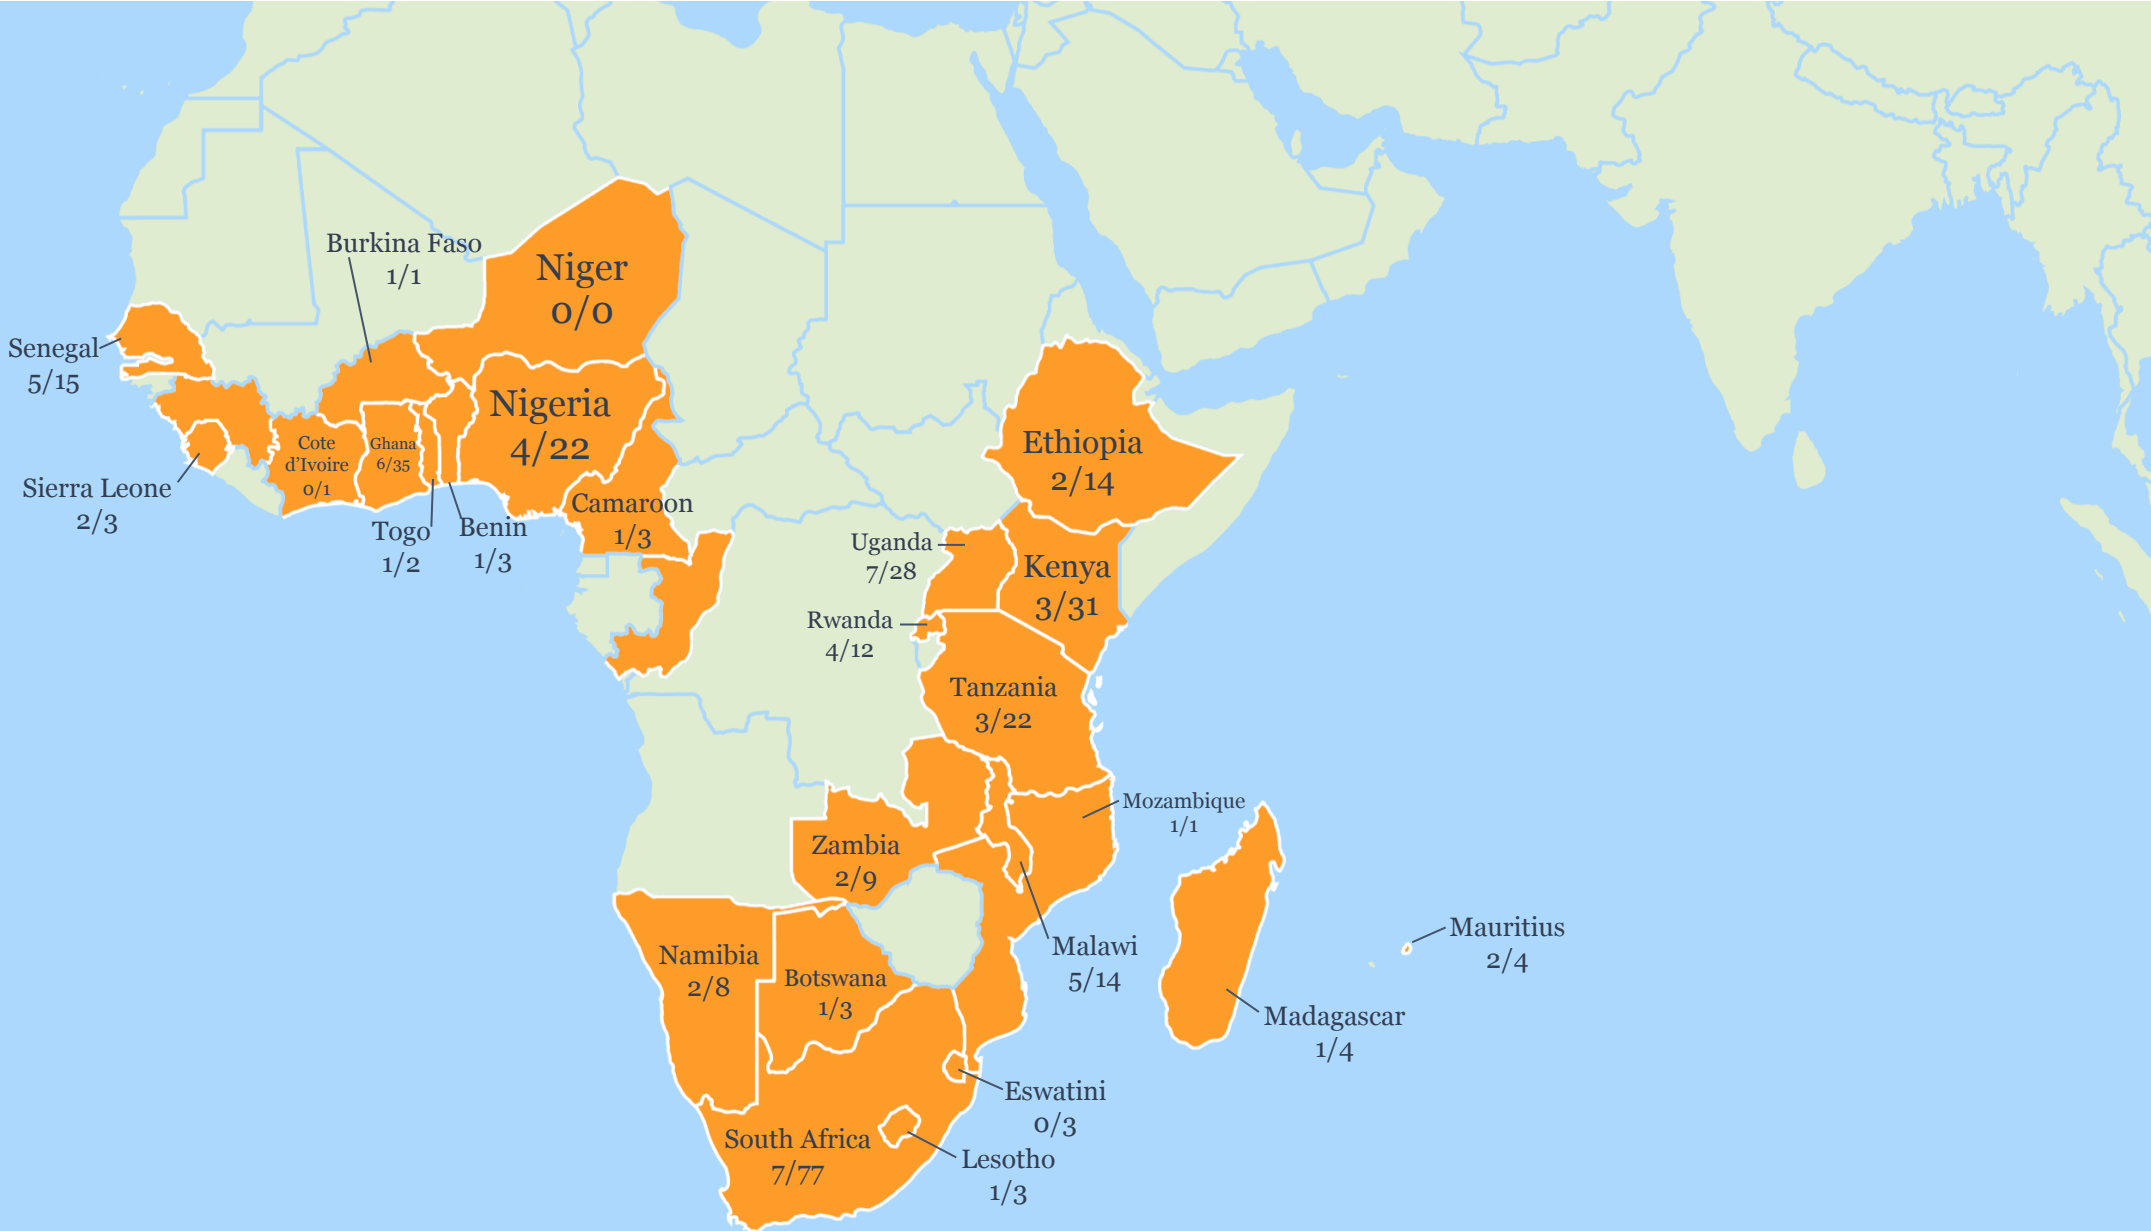 Burkina Faso
1/1
Niger
0/0
Senegal
5/15
Nigeria
4/22
Cote
d’Ivoire
0/1
Ghana
6/35
Ethiopia
2/14
Sierra Leone
2/3
Togo
1/2
Benin
1/3
Camaroon
1/3
Uganda
7/28
Kenya
3/31
Rwanda
4/12
Tanzania
3/22
Mozambique
1/1
Zambia
2/9
Malawi
5/14
Mauritius
2/4
Namibia
2/8
Botswana
1/3
Madagascar
1/4
Eswatini
0/3
South Africa
7/77
Lesotho
1/3